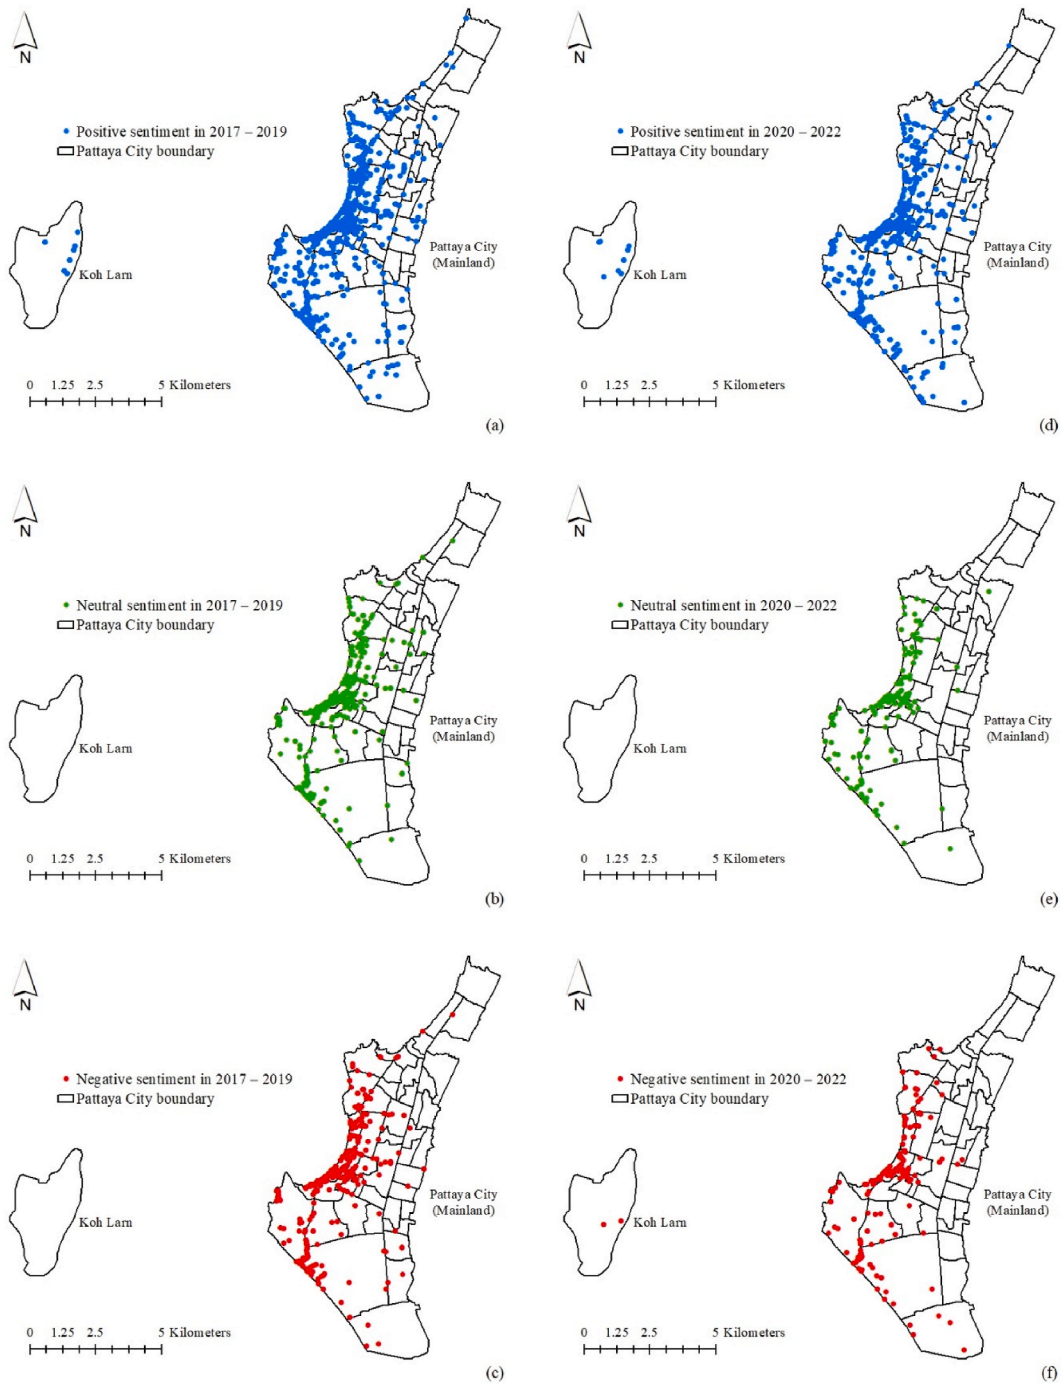 N
N
Positive sentiment in 2017 – 2019
Pattaya City boundary
Positive sentiment in 2020 – 2022
Pattaya City boundary
Pattaya City
(Mainland)
Koh Larn
Pattaya City
(Mainland)
Koh Larn
0 1.25 2.5 5 Kilometers
0 1.25 2.5 5 Kilometers
(a)
(d)
N
N
Neutral sentiment in 2017 – 2019
Pattaya City boundary
Neutral sentiment in 2020 – 2022
Pattaya City boundary
Pattaya City
(Mainland)
Koh Larn
Pattaya City
(Mainland)
Koh Larn
0 1.25 2.5 5 Kilometers
0 1.25 2.5 5 Kilometers
(b)
(e)
N
N
Negative sentiment in 2017 – 2019
Pattaya City boundary
Negative sentiment in 2020 – 2022
Pattaya City boundary
Pattaya City
(Mainland)
Koh Larn
Pattaya City
(Mainland)
Koh Larn
0 1.25 2.5 5 Kilometers
0 1.25 2.5 5 Kilometers
(c)
(f)